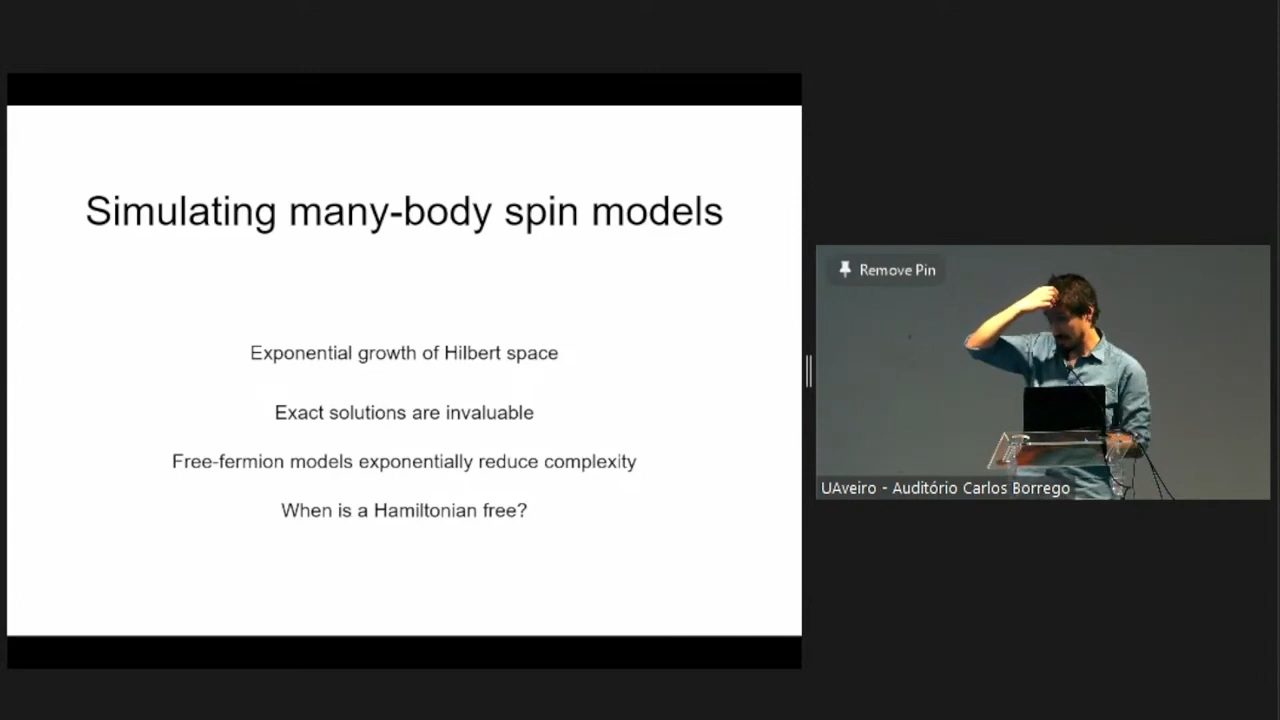 Simulating many-body spin models
Exponential growth of Hilbert space
Exact solutions are invaluable
Free-fermion models exponentially reduce complexity
When is a Hamiltonian free?
Remove Pin
UAveiro - Auditório Carlos Borrego